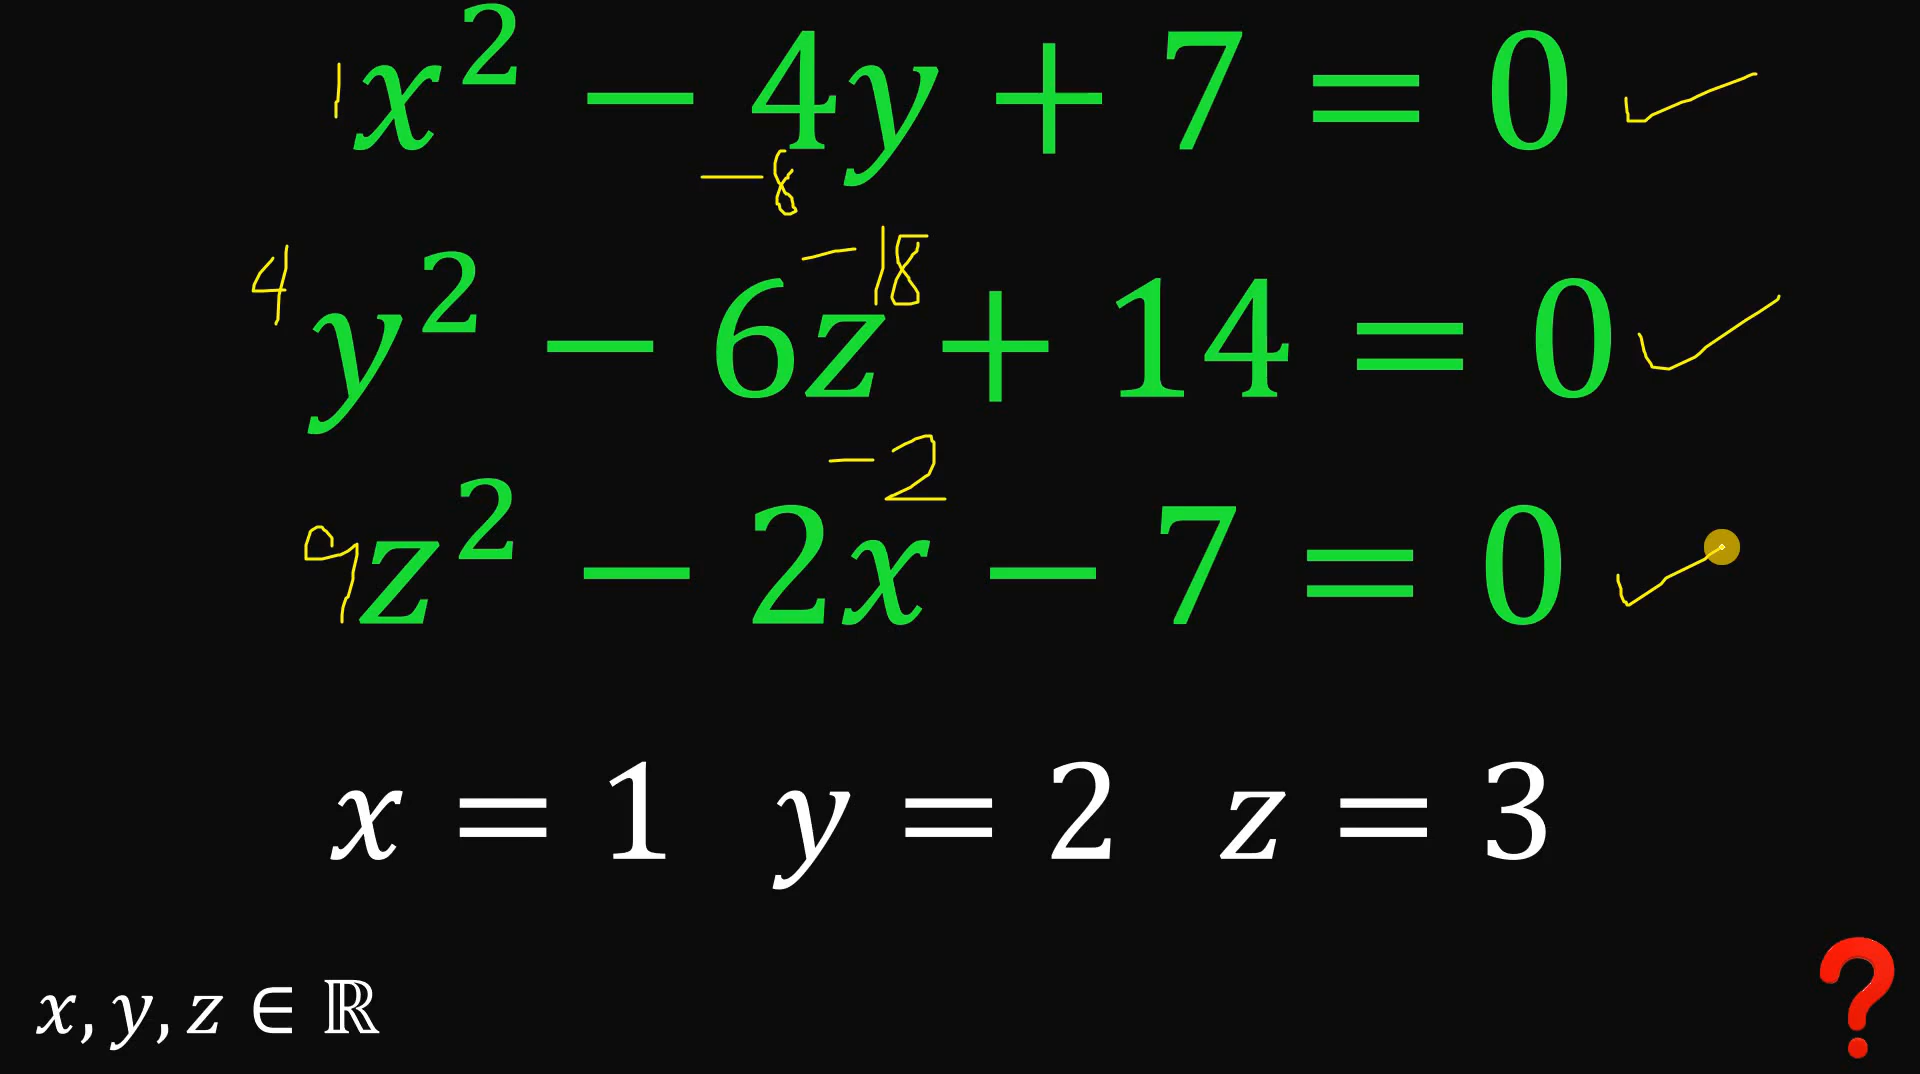 1 x² − 4y + 7 = 0
−8
4 −18
y² − 6z + 14 = 0
−2
9 z² − 2x − 7 = 0
x = 1 y = 2 z = 3
x, y, z ∈ ℝ
❓